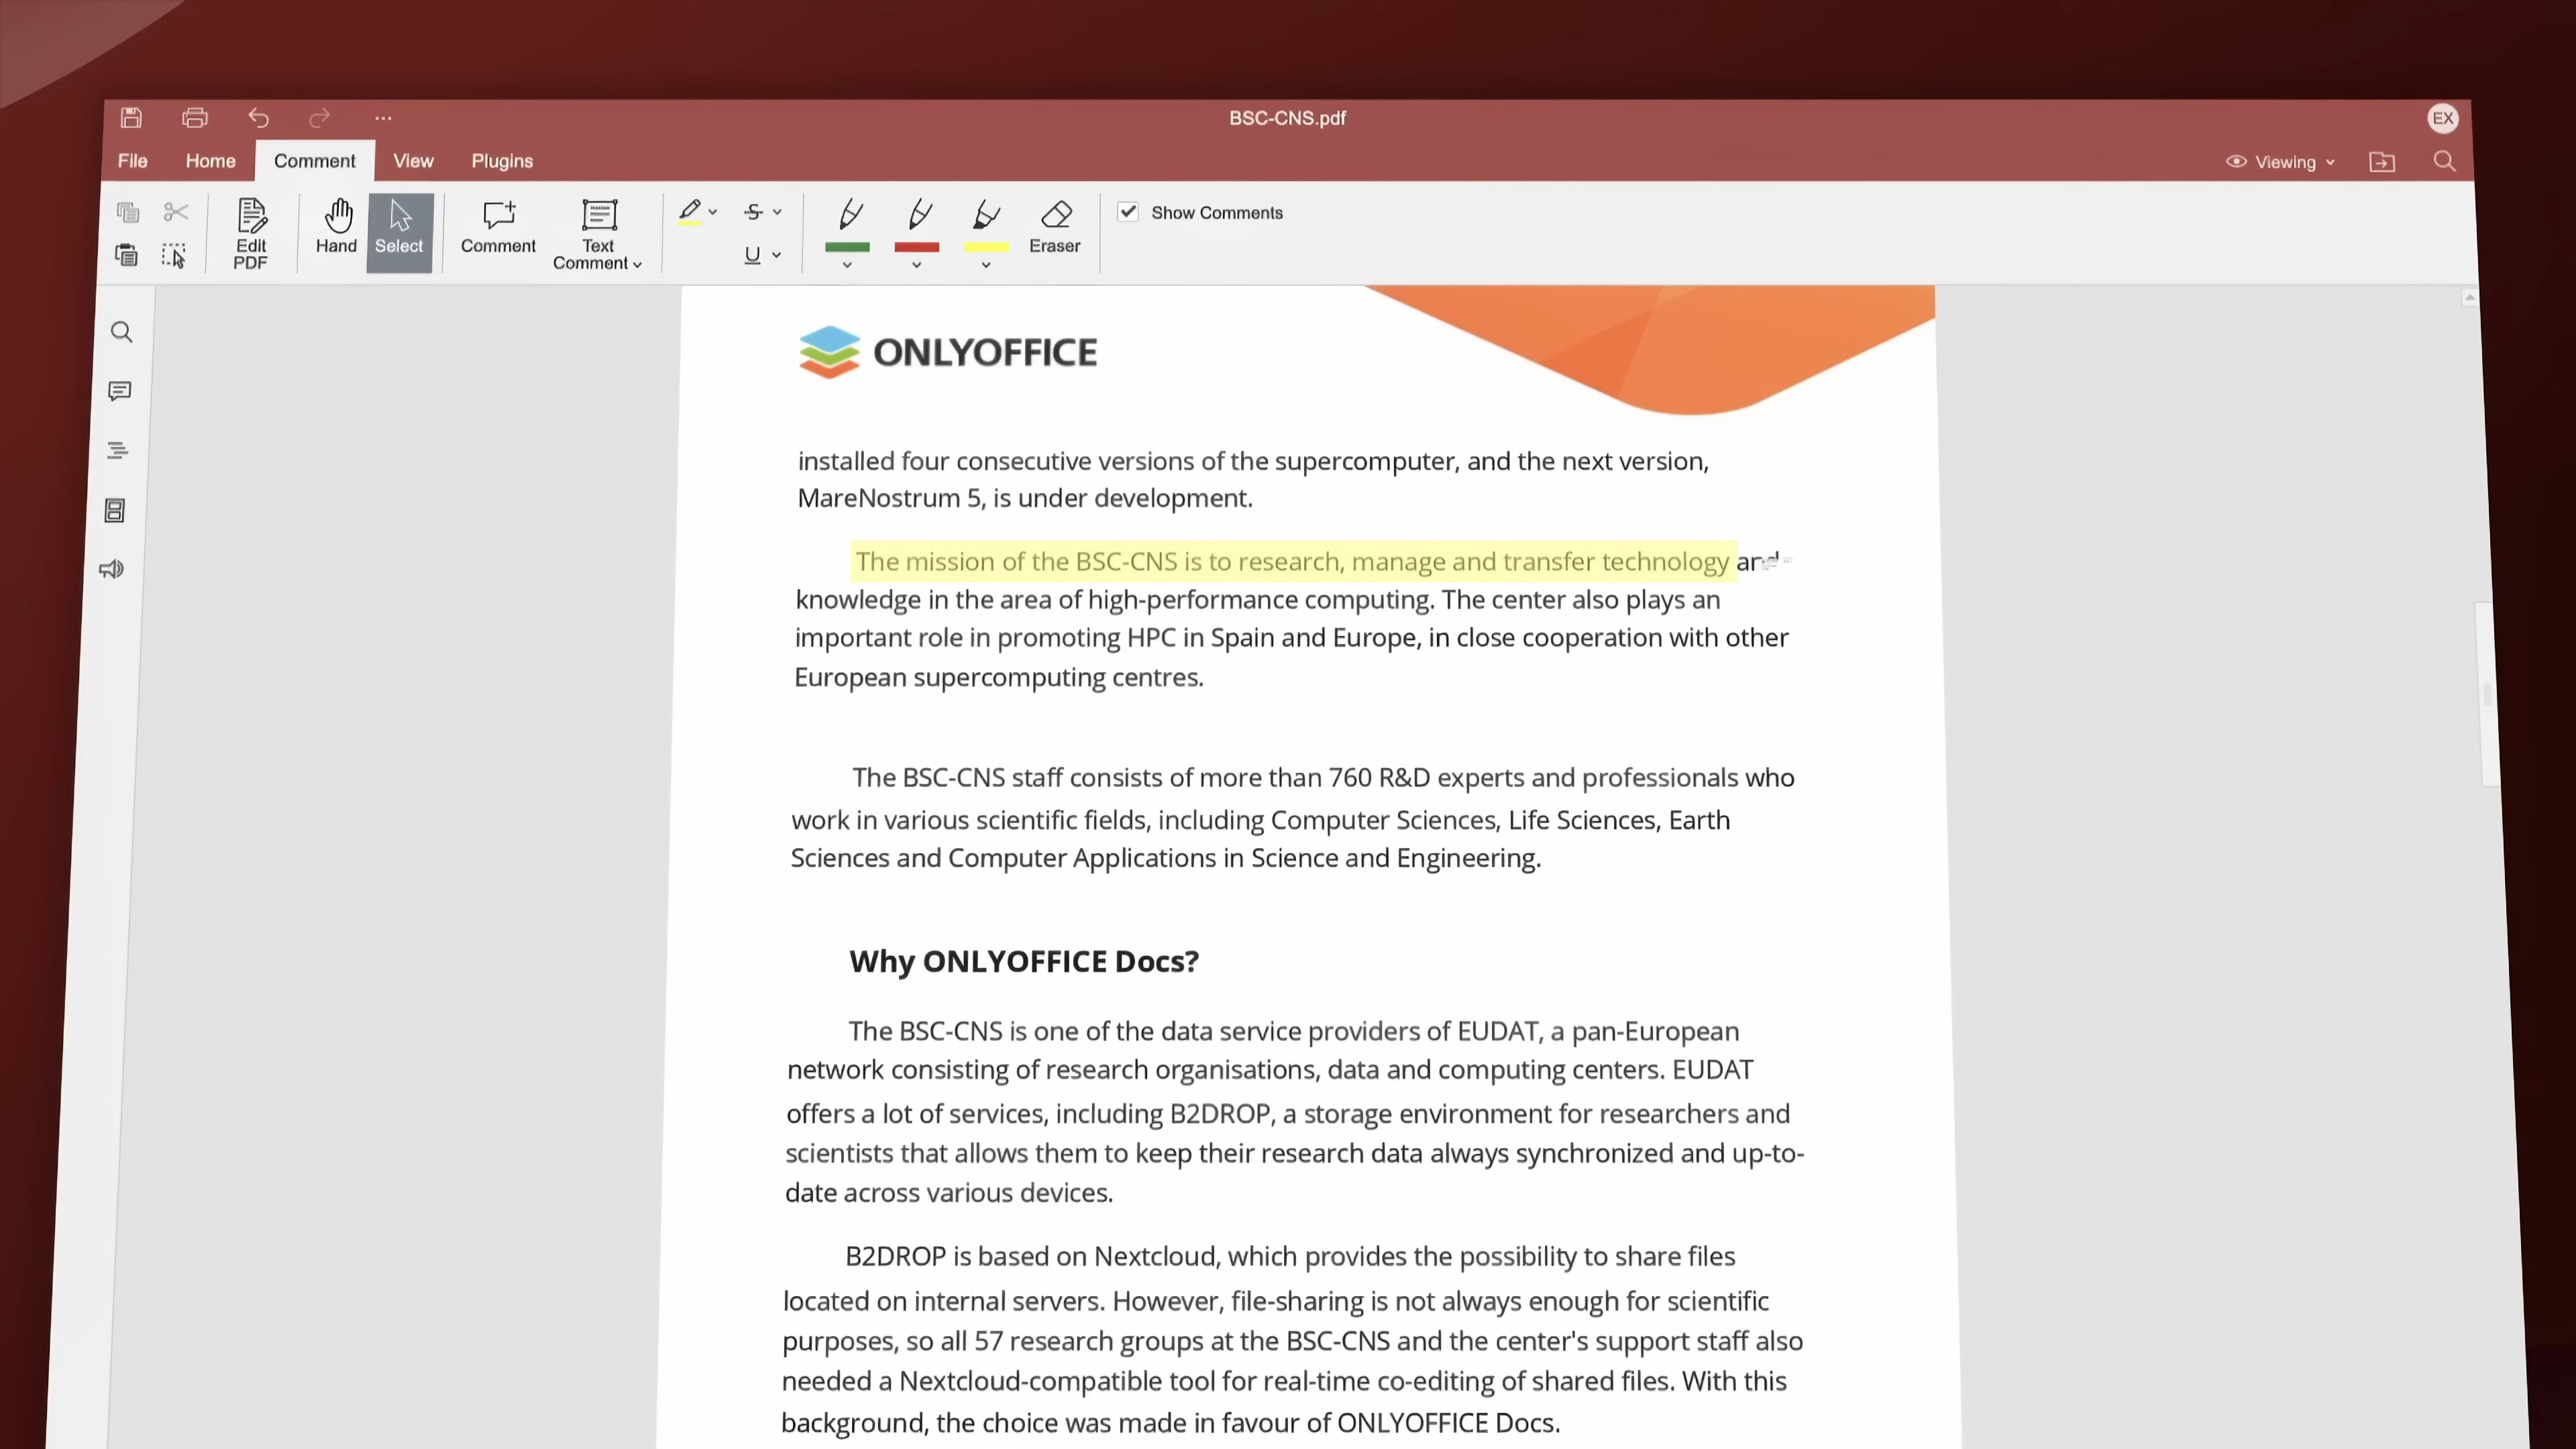 BSC-CNS.pdf
EX
File Home Comment View Plugins
Viewing
Edit PDF
Hand
Select
Comment
Text Comment
Eraser
Show Comments
ONLYOFFICE
installed four consecutive versions of the supercomputer, and the next version,
MareNostrum 5, is under development.
The mission of the BSC-CNS is to research, manage and transfer technology and
knowledge in the area of high-performance computing. The center also plays an
important role in promoting HPC in Spain and Europe, in close cooperation with other
European supercomputing centres.
The BSC-CNS staff consists of more than 760 R&D experts and professionals who
work in various scientific fields, including Computer Sciences, Life Sciences, Earth
Sciences and Computer Applications in Science and Engineering.
Why ONLYOFFICE Docs?
The BSC-CNS is one of the data service providers of EUDAT, a pan-European
network consisting of research organisations, data and computing centers. EUDAT
offers a lot of services, including B2DROP, a storage environment for researchers and
scientists that allows them to keep their research data always synchronized and up-to-
date across various devices.
B2DROP is based on Nextcloud, which provides the possibility to share files
located on internal servers. However, file-sharing is not always enough for scientific
purposes, so all 57 research groups at the BSC-CNS and the center's support staff also
needed a Nextcloud-compatible tool for real-time co-editing of shared files. With this
background, the choice was made in favour of ONLYOFFICE Docs.